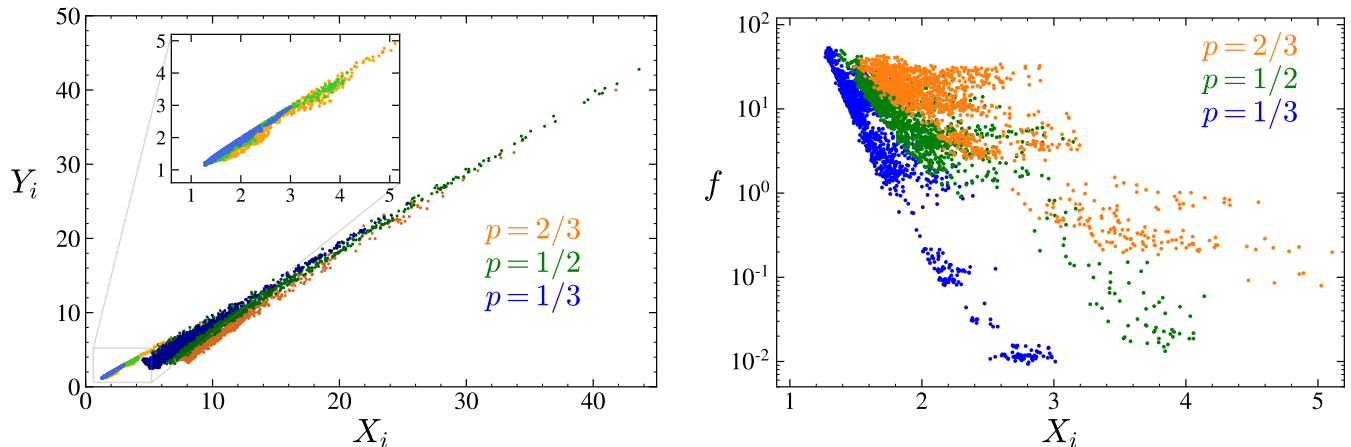 50
40
30
20
10
0
Y_i
0 10 20 30 40
X_i
5
4
3
2
1
1 2 3 4 5
p = 2/3
p = 1/2
p = 1/3
10^2
10^1
10^0
10^{-1}
10^{-2}
f
1 2 3 4 5
X_i
p = 2/3
p = 1/2
p = 1/3